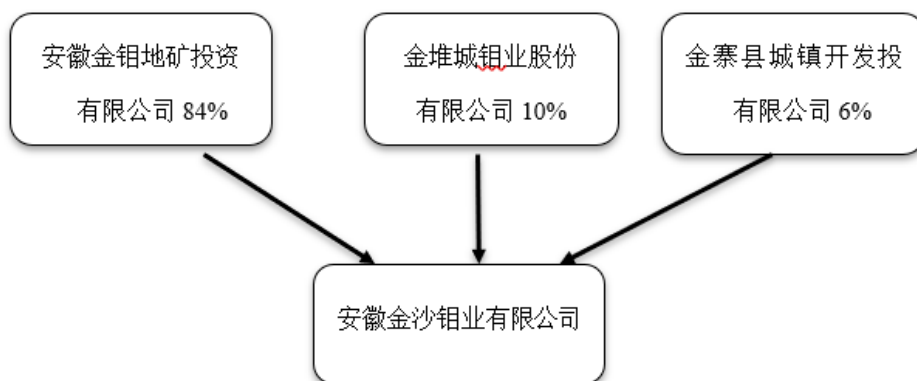 安徽金钼地矿投资
有限公司 84%
金堆城钼业股份
有限公司 10%
金寨县城镇开发投
有限公司 6%
安徽金沙钼业有限公司